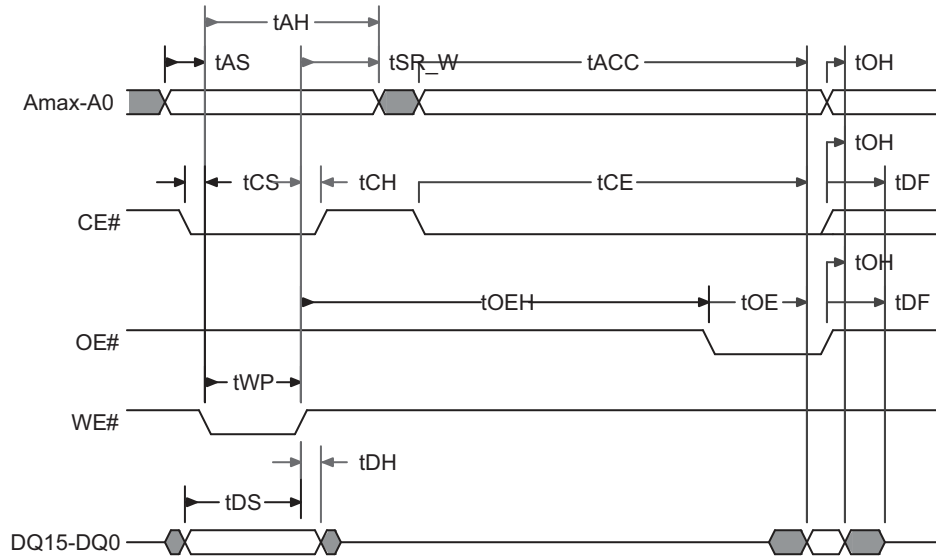 tAH
tAS
tSR_W
tACC
tOH
Amax-A0
tOH
tCS
tCH
tCE
tDF
CE#
tOH
tOEH
tOE
tDF
OE#
tWP
WE#
tDH
tDS
DQ15-DQ0